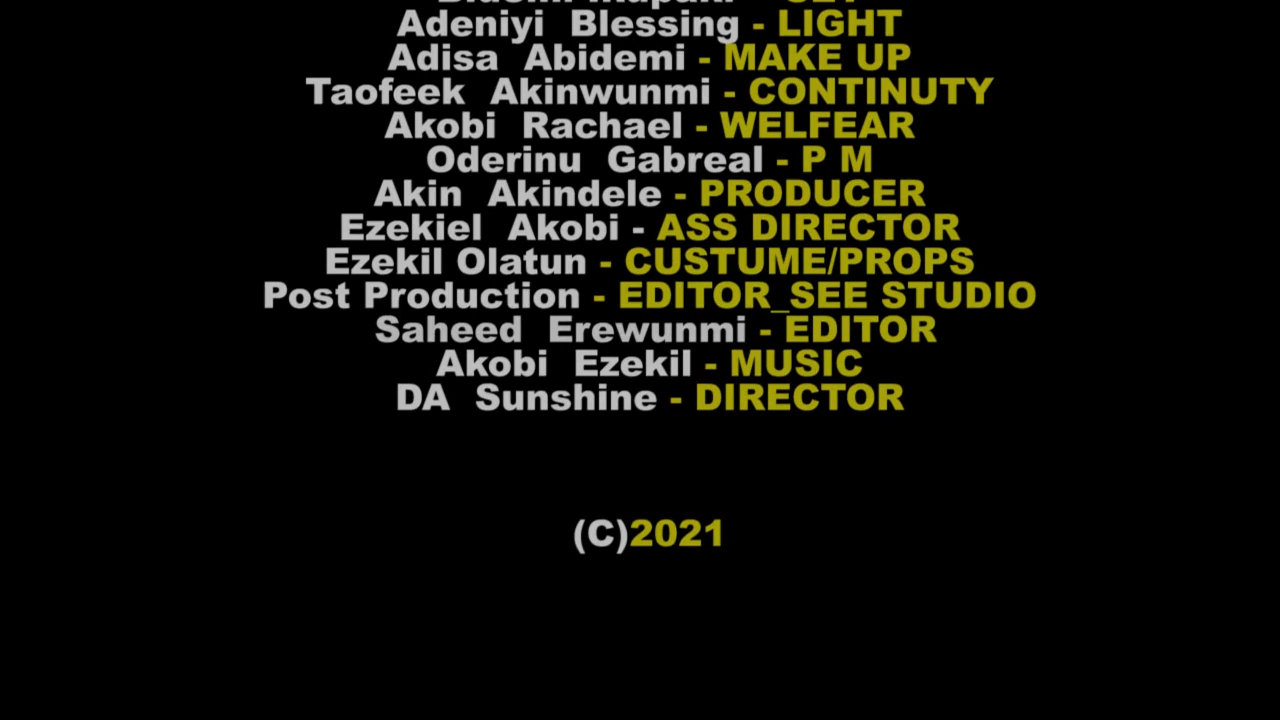 Adeniyi Blessing - LIGHT
Adisa Abidemi - MAKE UP
Taofeek Akinwunmi - CONTINUTY
Akobi Rachael - WELFEAR
Oderinu Gabreal - P M
Akin Akindele - PRODUCER
Ezekiel Akobi - ASS DIRECTOR
Ezekil Olatun - CUSTUME/PROPS
Post Production - EDITOR_SEE STUDIO
Saheed Erewunmi - EDITOR
Akobi Ezekil - MUSIC
DA Sunshine - DIRECTOR
(C)2021